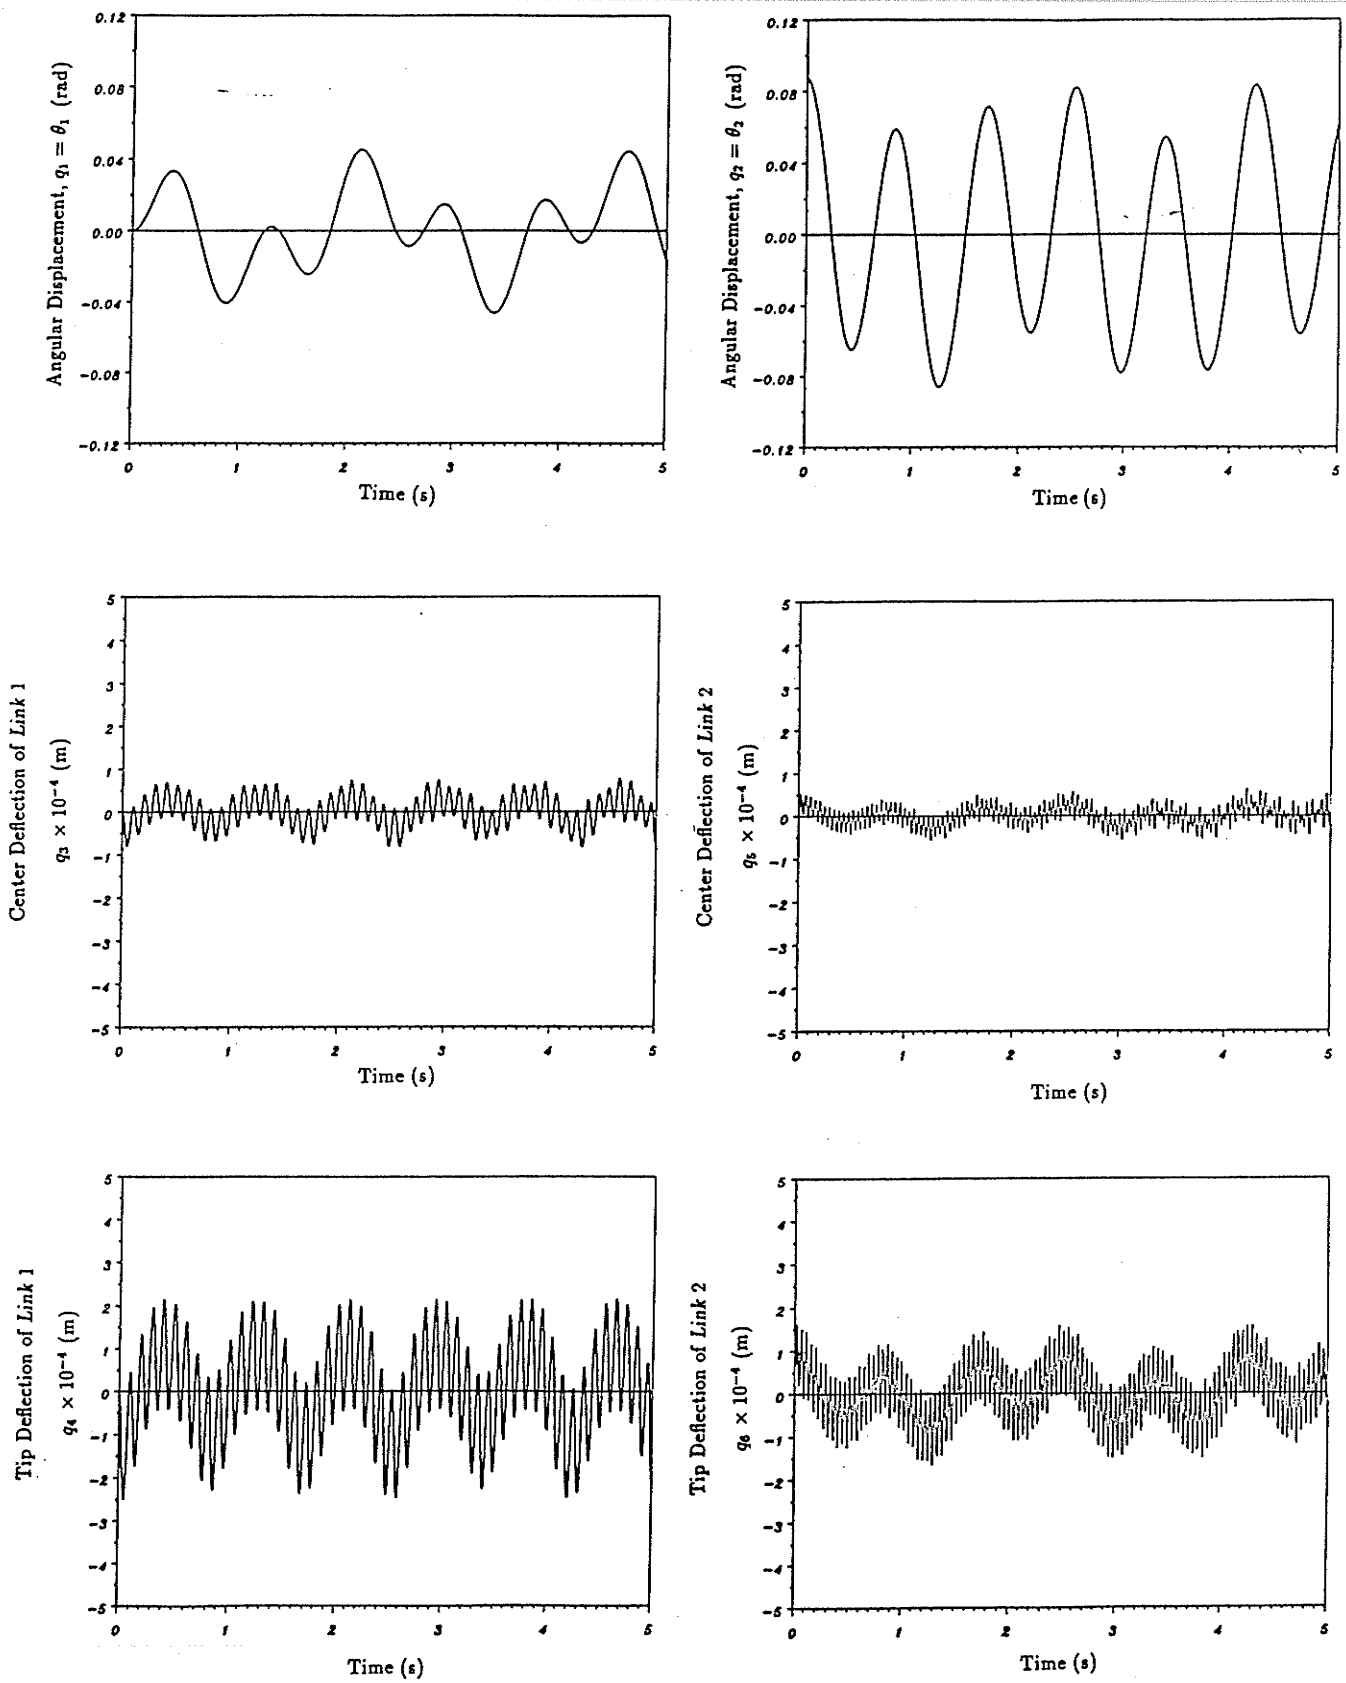 Angular Displacement, q₁ = θ₁ (rad)
0.12
0.08
0.04
0.00
−0.04
−0.08
−0.12
0 1 2 3 4 5
Time (s)
Angular Displacement, q₂ = θ₂ (rad)
0.12
0.08
0.04
0.00
−0.04
−0.08
−0.12
0 1 2 3 4 5
Time (s)
Center Deflection of Link 1
q₃ × 10⁻⁴ (m)
5
4
3
2
1
0
−1
−2
−3
−4
−5
0 1 2 3 4 5
Time (s)
Center Deflection of Link 2
q₅ × 10⁻⁴ (m)
5
4
3
2
1
0
−1
−2
−3
−4
−5
0 1 2 3 4 5
Time (s)
Tip Deflection of Link 1
q₄ × 10⁻⁴ (m)
5
4
3
2
1
0
−1
−2
−3
−4
−5
0 1 2 3 4 5
Time (s)
Tip Deflection of Link 2
q₆ × 10⁻⁴ (m)
5
4
3
2
1
0
−1
−2
−3
−4
−5
0 1 2 3 4 5
Time (s)